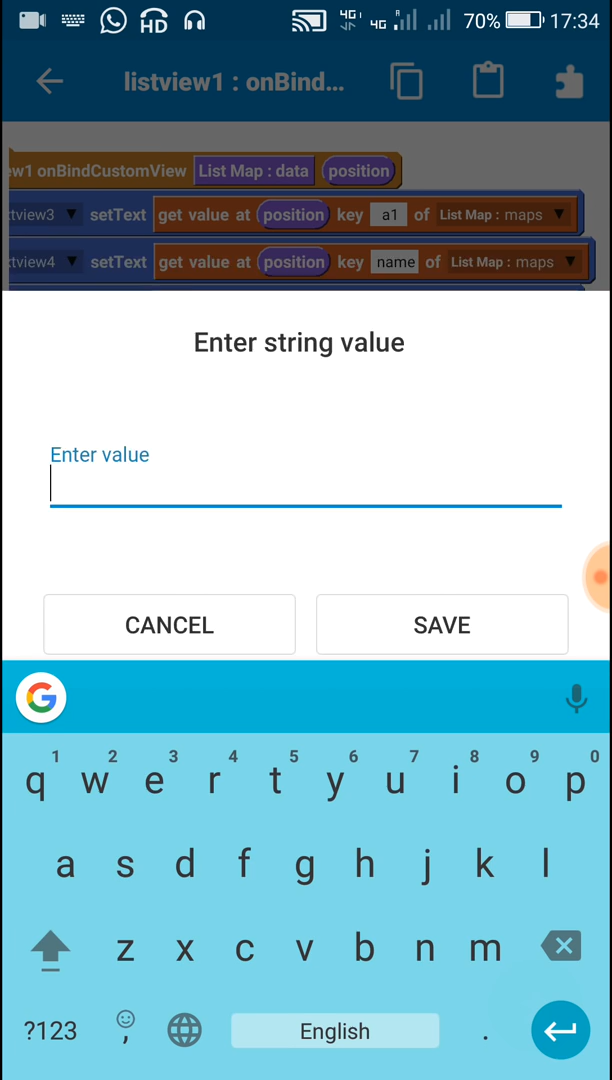 HD 4G 4G R 70% 17:34
listview1 : onBind...
ew1 onBindCustomView List Map : data position
tview3 setText get value at position key a1 of List Map : maps
tview4 setText get value at position key name of List Map : maps
Enter string value
Enter value
CANCEL SAVE
G
1 2 3 4 5 6 7 8 9 0
q w e r t y u i o p
a s d f g h j k l
z x c v b n m
?123 , English .